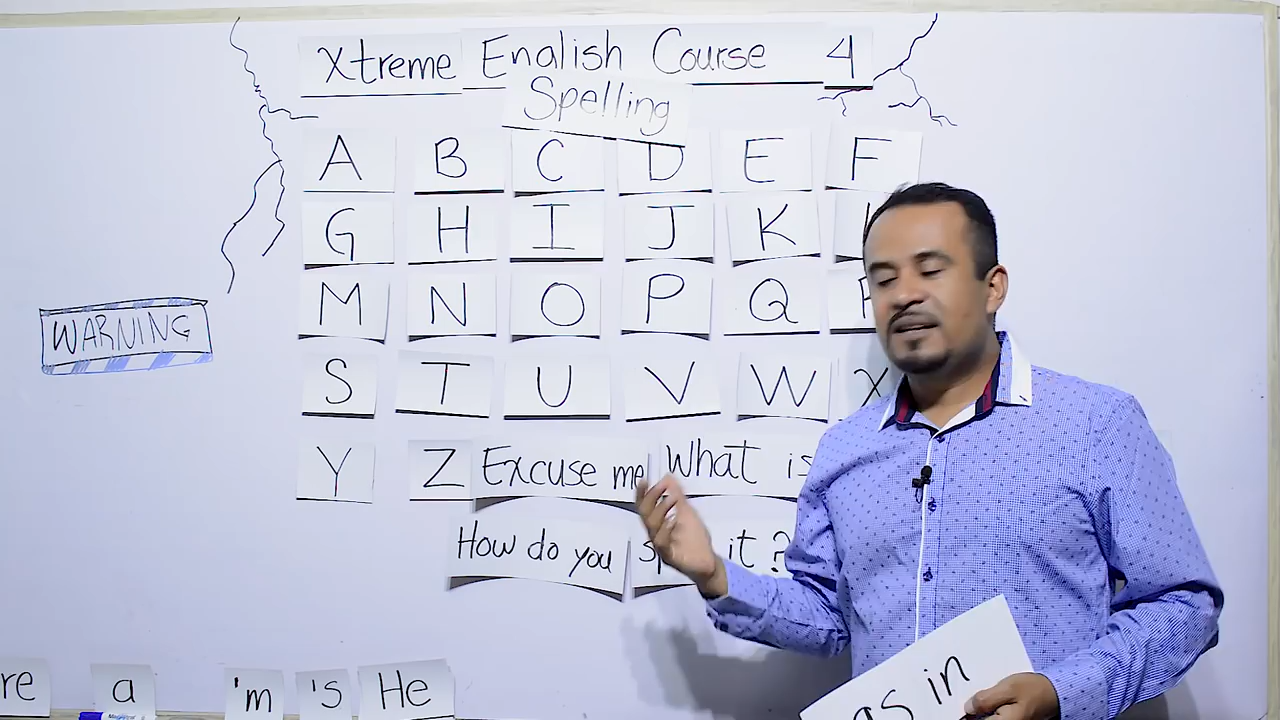 Xtreme English Course 4
Spelling
A B C D E F
G H I J K
M N O P Q
S T U V W X
Y Z Excuse me What is
How do you it?
WARNING
as in
re a 'm 's He